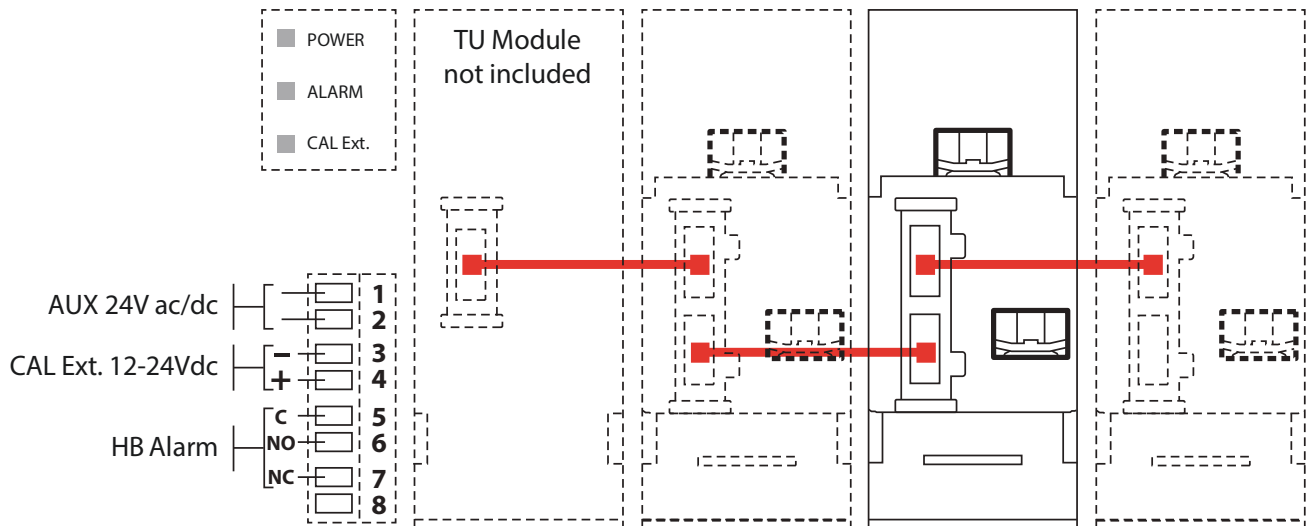 POWER
ALARM
CAL Ext.
TU Module
not included
AUX 24V ac/dc
1
2
CAL Ext. 12-24Vdc
− 3
+ 4
HB Alarm
C 5
NO 6
NC 7
8